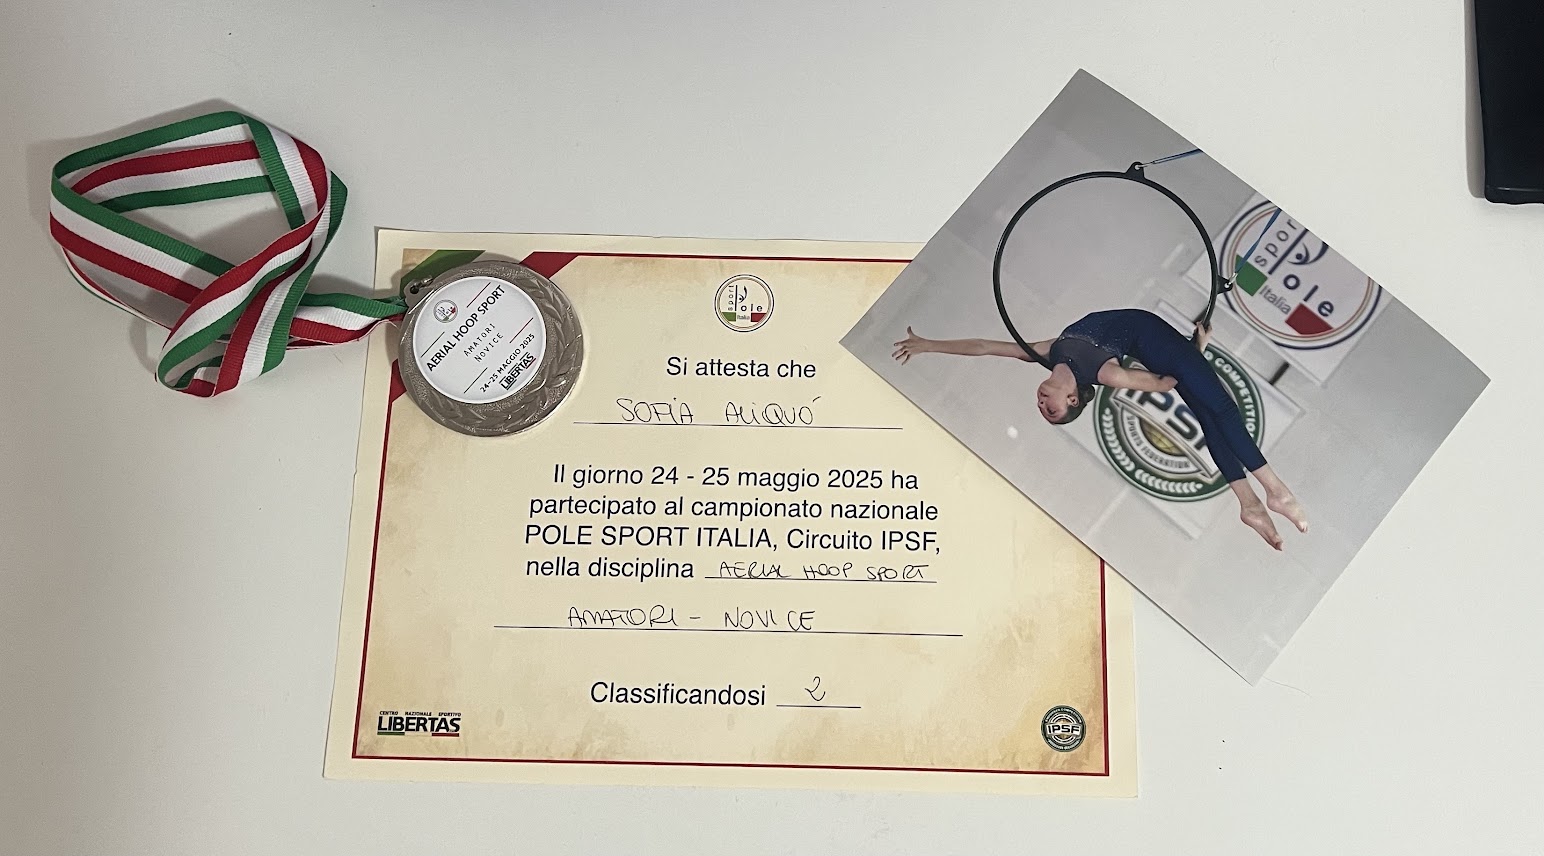 AERIAL HOOP SPORT
AMATORI
NOVICE
24-25 MAGGIO 2025
LIBERTAS
sport
Pole
Italia
Si attesta che
SOFIA ALIQUÓ
Il giorno 24 - 25 maggio 2025 ha
partecipato al campionato nazionale
POLE SPORT ITALIA, Circuito IPSF,
nella disciplina AERIAL HOOP SPORT
AMATORI - NOVICE
Classificandosi 2
CENTRO NAZIONALE SPORTIVO
LIBERTAS
IPSF
spor
Pole
Italia
COMPETITIO
IPSF
SPORTS FEDERATION